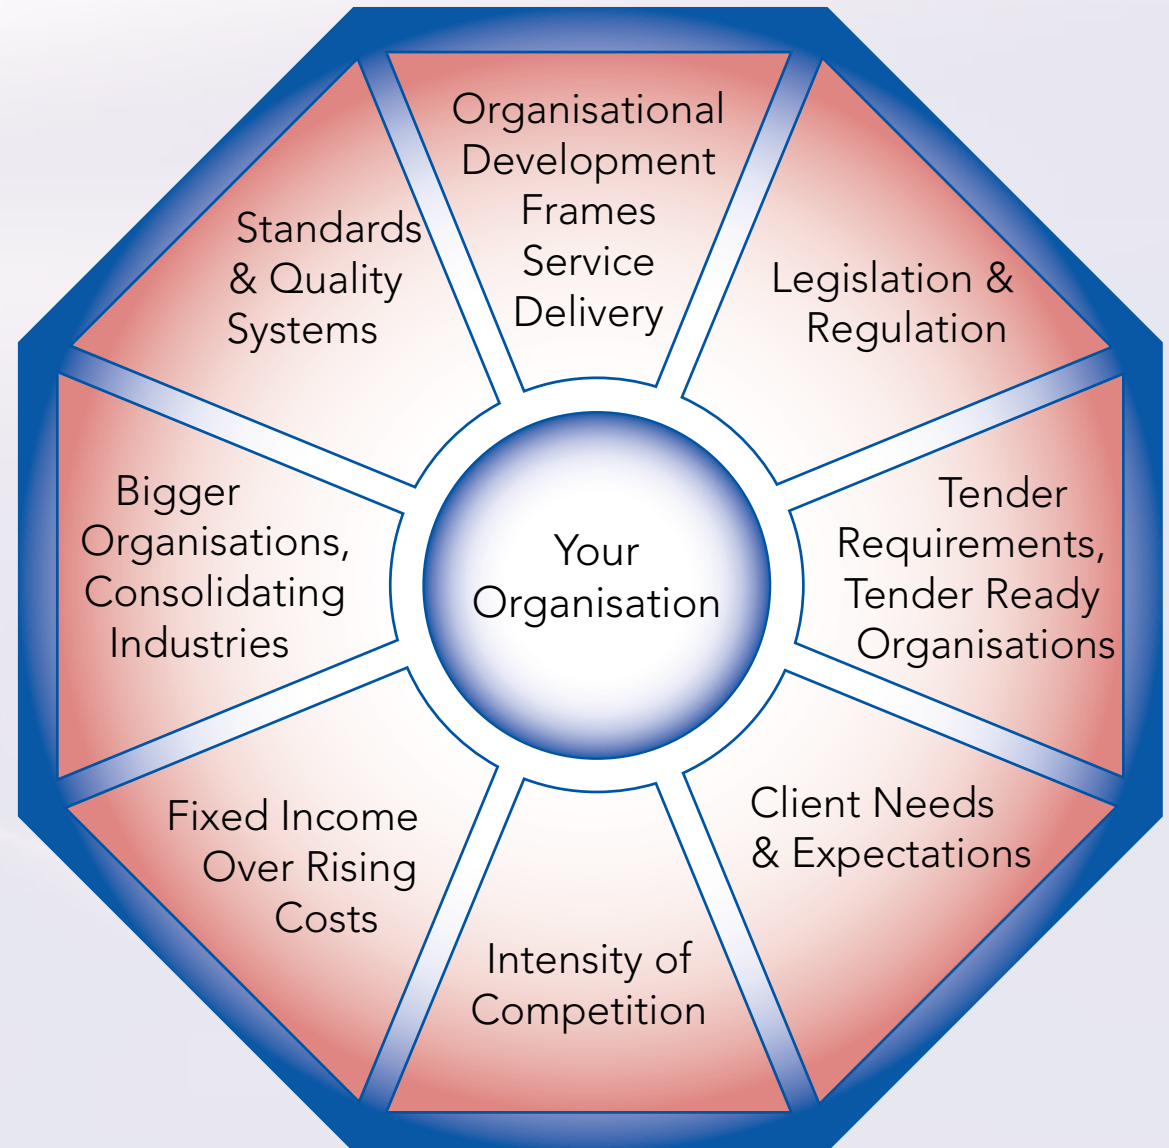 Organisational
Development
Frames
Service
Delivery
Legislation &
Regulation
Tender
Requirements,
Tender Ready
Organisations
Client Needs
& Expectations
Intensity of
Competition
Fixed Income
Over Rising
Costs
Bigger
Organisations,
Consolidating
Industries
Standards
& Quality
Systems
Your
Organisation